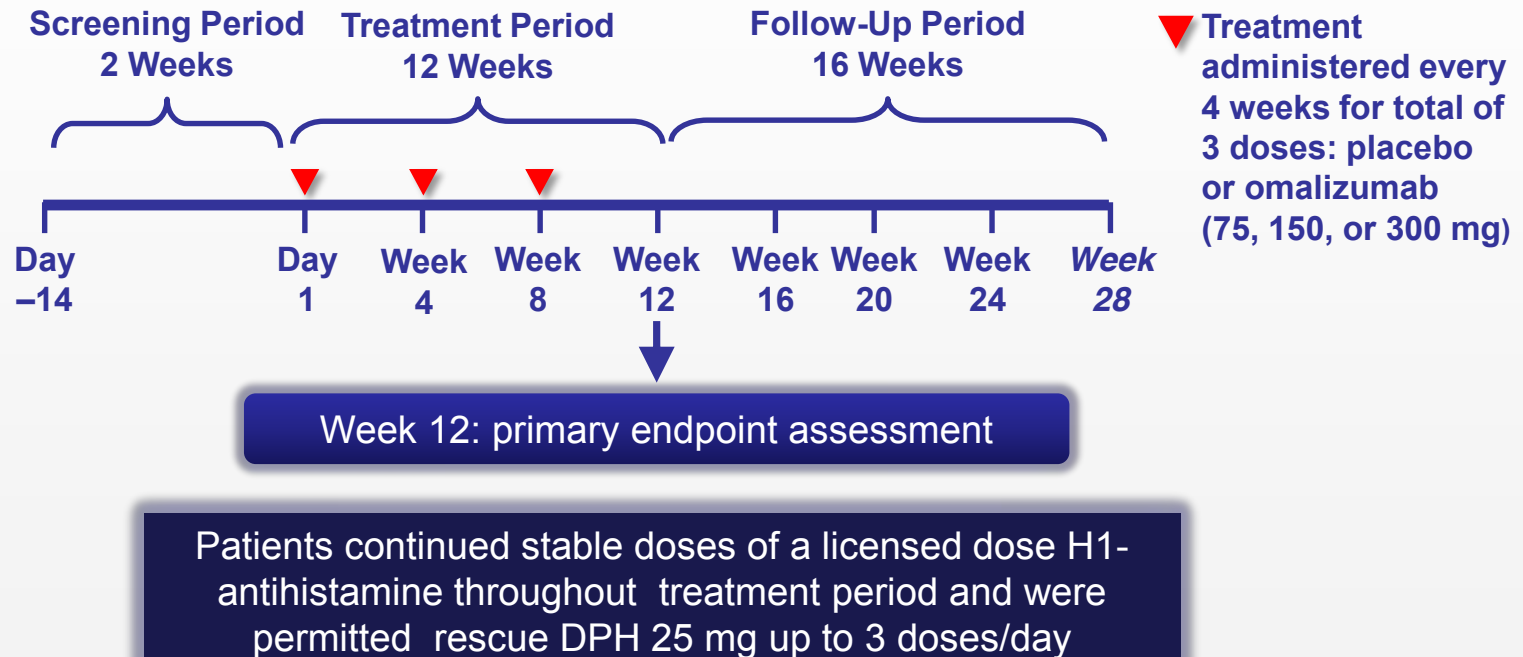 Screening Period
2 Weeks
Treatment Period
12 Weeks
Follow-Up Period
16 Weeks
Treatment
administered every
4 weeks for total of
3 doses: placebo
or omalizumab
(75, 150, or 300 mg)
Day
–14
Day
1
Week
4
Week
8
Week
12
Week
16
Week
20
Week
24
Week
28
Week 12: primary endpoint assessment
Patients continued stable doses of a licensed dose H1-
antihistamine throughout treatment period and were
permitted rescue DPH 25 mg up to 3 doses/day